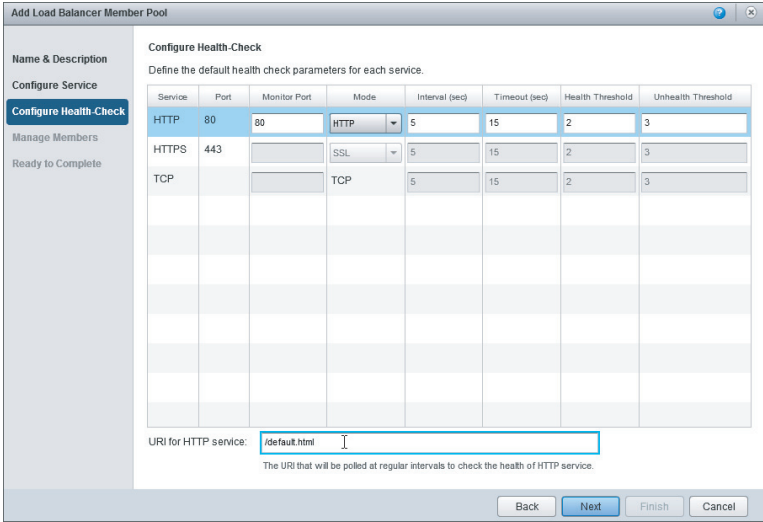 Add Load Balancer Member Pool
Name & Description
Configure Service
Configure Health-Check
Manage Members
Ready to Complete
Configure Health-Check
Define the default health check parameters for each service.
Service Port Monitor Port Mode Interval (sec) Timeout (sec) Health Threshold Unhealth Threshold
HTTP 80 80 HTTP 5 15 2 3
HTTPS 443 SSL 5 15 2 3
TCP TCP 5 15 2 3
URI for HTTP service: /default.html
The URI that will be polled at regular intervals to check the health of HTTP service.
Back Next Finish Cancel